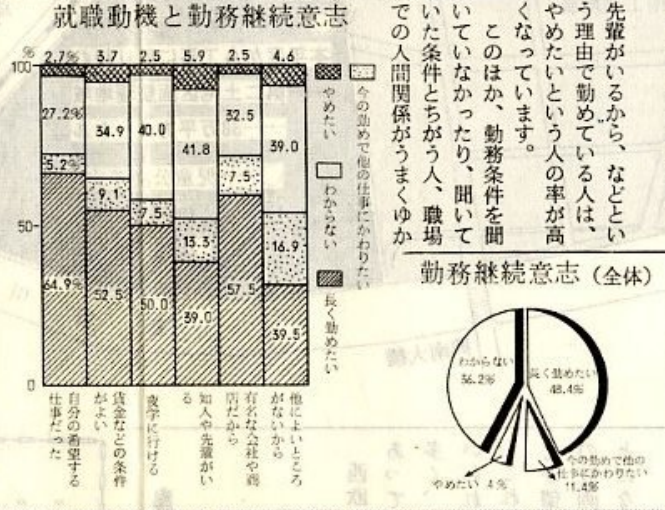 就職動機と勤務継続意志
先輩がいるから、などとい
う理由で勤めている人は、
やめたいという人の率が高
くなっています。
このほか、勤務条件を聞
いていなかったり、聞いて
いた条件とちがう人、職場
での人間関係がうまくゆか
今の勤めで他の仕事にかわりたい
やめたい
わからない
長く勤めたい
%
100
50
0
2.7% 3.7 2.5 5.9 2.5 4.6
27.2% 34.9 40.0 41.8 32.5 39.0
5.2% 9.1 7.5 13.3 7.5 16.9
64.9% 52.5 50.0 39.0 57.5 39.5
自分の希望する
仕事だった
賃金などの条件
がよい
夜学に行ける
知人や先輩がい
る
有名な会社や商
店だから
他によいところ
がないから
勤務継続意志(全体)
わからない
36.2%
長く勤めたい
48.4%
やめたい 4%
今の勤めで他の
仕事にかわりたい
11.4%